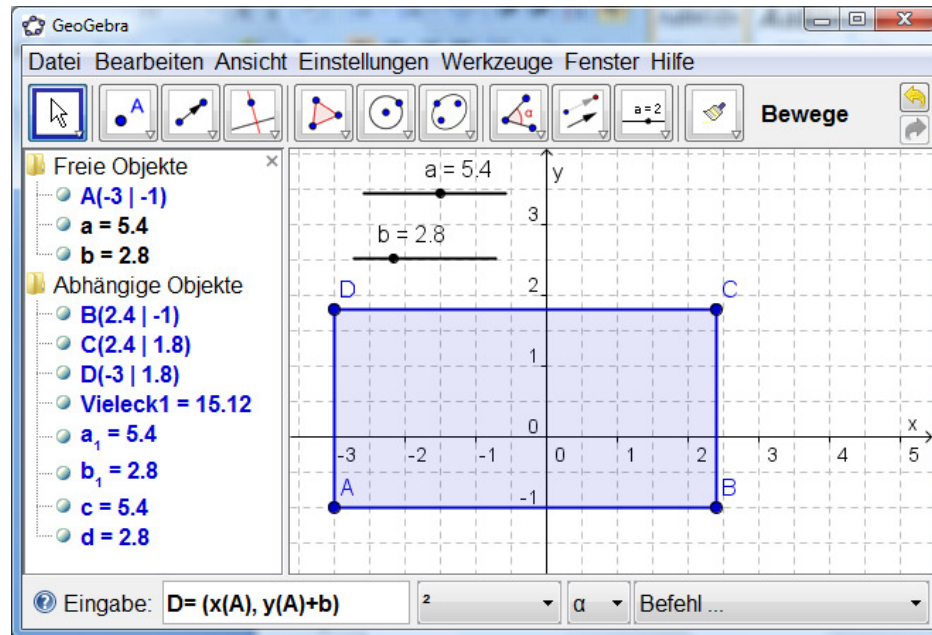 GeoGebra
Datei Bearbeiten Ansicht Einstellungen Werkzeuge Fenster Hilfe
A α a = 2 Bewege
Freie Objekte
A(-3 | -1)
a = 5.4
b = 2.8
Abhängige Objekte
B(2.4 | -1)
C(2.4 | 1.8)
D(-3 | 1.8)
Vieleck1 = 15.12
a₁ = 5.4
b₁ = 2.8
c = 5.4
d = 2.8
a = 5.4
y
3
b = 2.8
2
D C
1
0
x
-3 -2 -1 0 1 2 3 4 5
A B
-1
Eingabe: D= (x(A), y(A)+b) ² α Befehl ...